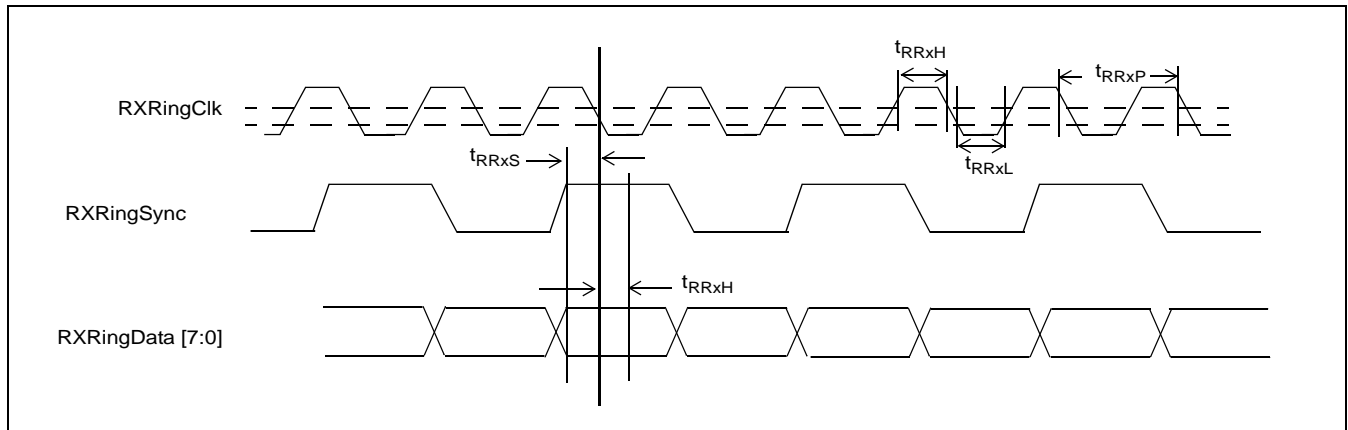 tRRxH
tRRxP
RXRingClk
tRRxS
tRRxL
RXRingSync
tRRxH
RXRingData [7:0]